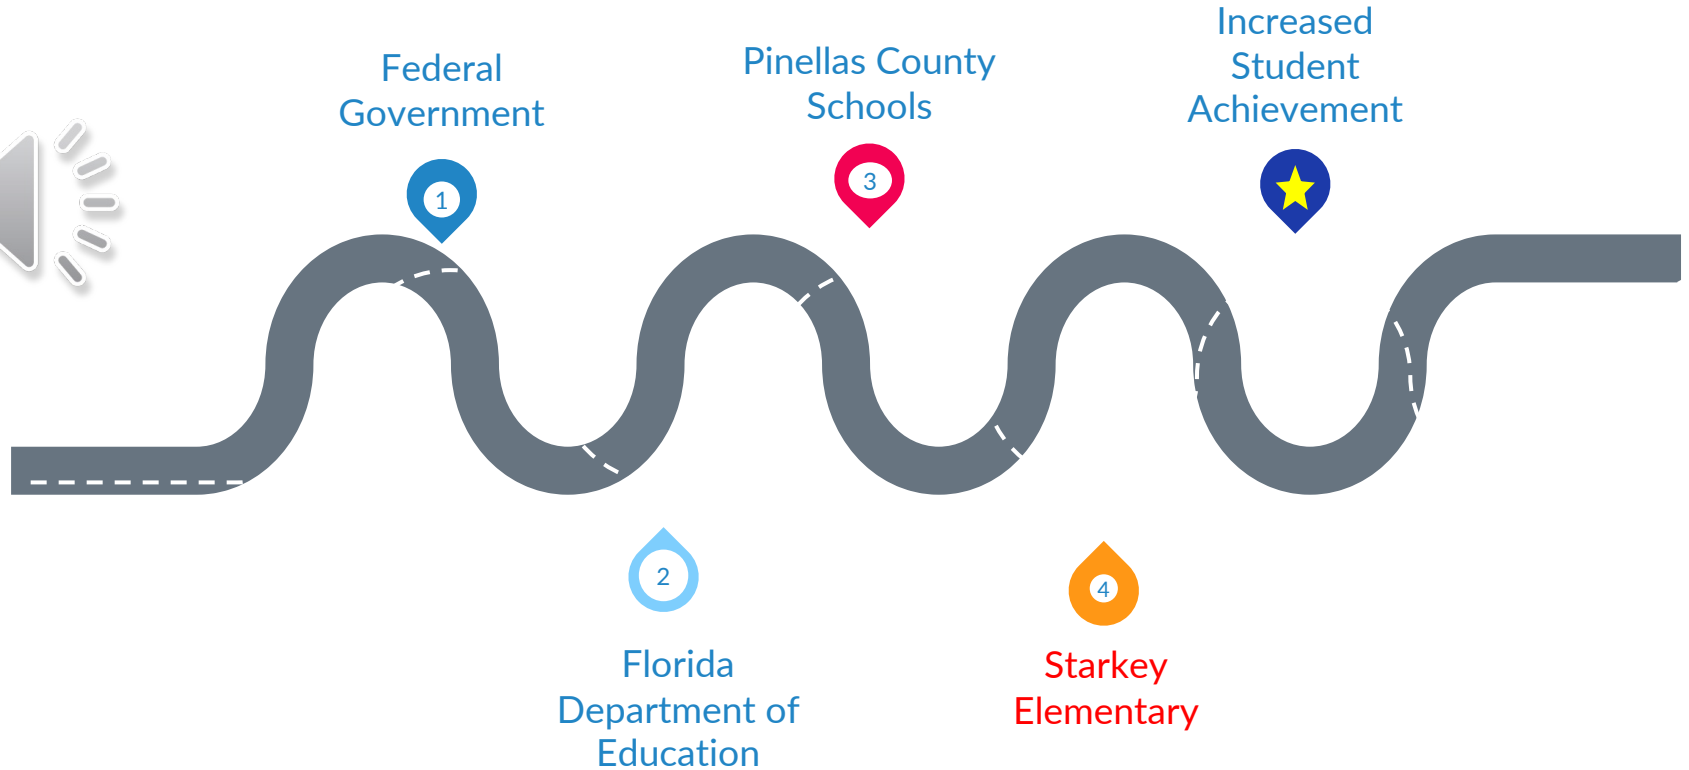 Federal
Government
1
Florida
Department of
Education
2
Pinellas County
Schools
3
Starkey
Elementary
4
Increased
Student
Achievement